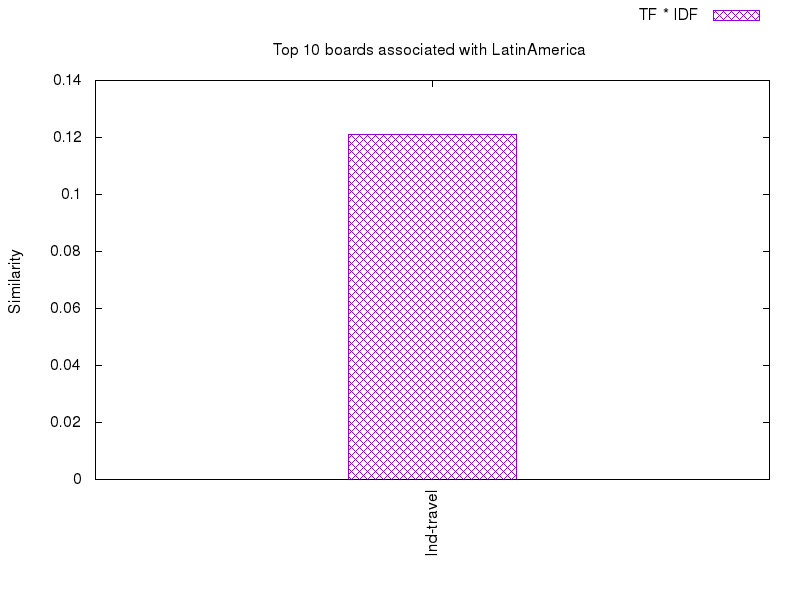 TF * IDF
Top 10 boards associated with LatinAmerica
0.14
0.12
0.1
0.08
0.06
0.04
0.02
0
Similarity
Ind-travel